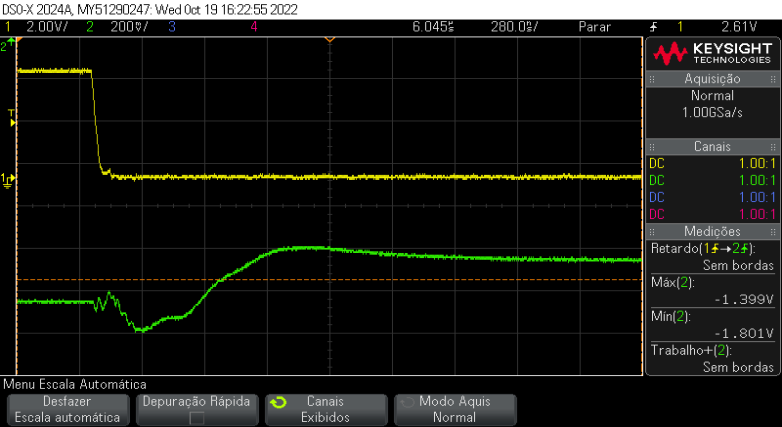 DSO-X 2024A, MY51290247: Wed Oct 19 16:22:55 2022
1 2.00V/ 2 200V/ 3 4 6.045s 280.0s/ Parar 1 2.61V
2
T
1
KEYSIGHT
TECHNOLOGIES
Aquisição
Normal
1.00GSa/s
Canais
DC 1.00:1
DC 1.00:1
DC 1.00:1
DC 1.00:1
Medições
Retardo(1→2):
Sem bordas
Máx(2):
-1.399V
Mín(2):
-1.801V
Trabalho+(2):
Sem bordas
Menu Escala Automática
Desfazer
Escala automática
Depuração Rápida
Canais
Exibidos
Modo Aquis
Normal